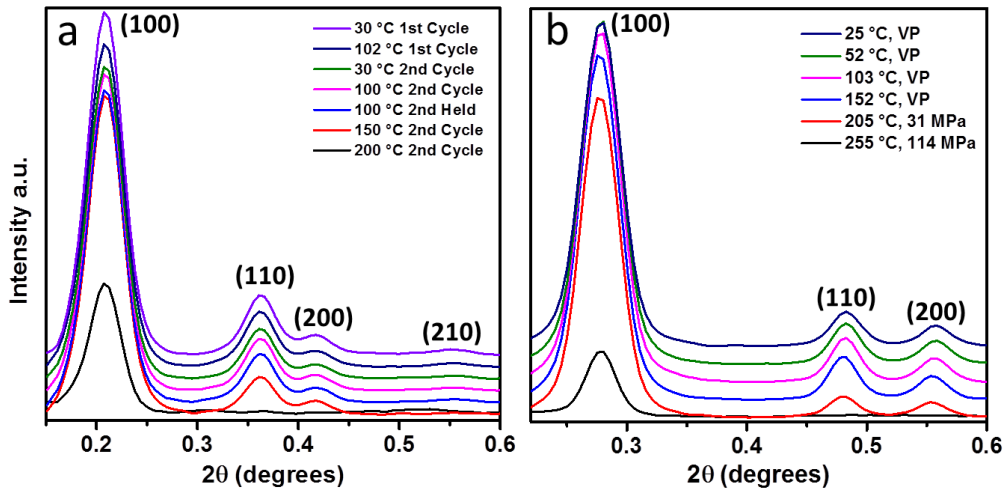 a
(100)
30 °C 1st Cycle
102 °C 1st Cycle
30 °C 2nd Cycle
100 °C 2nd Cycle
100 °C 2nd Held
150 °C 2nd Cycle
200 °C 2nd Cycle
(110)
(200)
(210)
Intensity a.u.
0.2
0.3
0.4
0.5
0.6
2θ (degrees)
b
(100)
25 °C, VP
52 °C, VP
103 °C, VP
152 °C, VP
205 °C, 31 MPa
255 °C, 114 MPa
(110)
(200)
0.3
0.4
0.5
0.6
2θ (degrees)